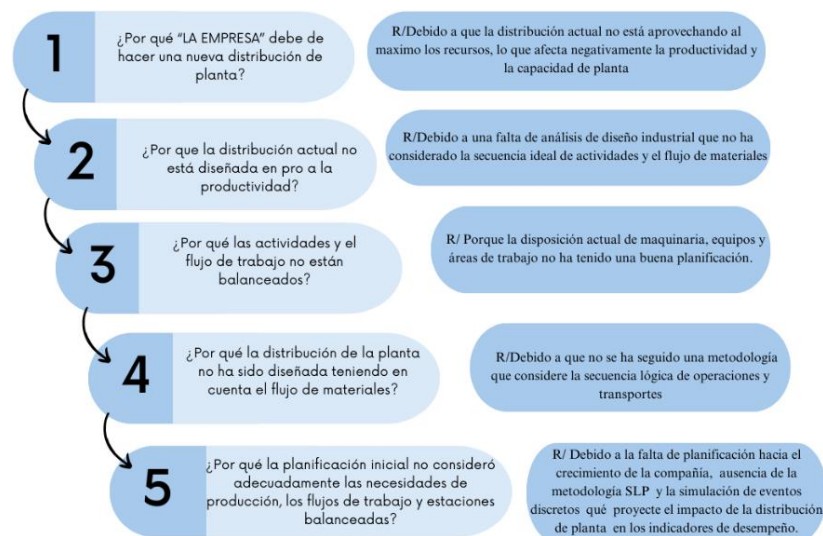 1
¿Por qué “LA EMPRESA” debe de
hacer una nueva distribución de
planta?
R/Debido a que la distribución actual no está aprovechando al
maximo los recursos, lo que afecta negativamente la productividad y
la capacidad de planta
2
¿Por que la distribución actual no
está diseñada en pro a la
productividad?
R/Debido a una falta de análisis de diseño industrial que no ha
considerado la secuencia ideal de actividades y el flujo de materiales
3
¿Por qué las actividades y el
flujo de trabajo no están
balanceados?
R/ Porque la disposición actual de maquinaria, equipos y
áreas de trabajo no ha tenido una buena planificación.
4
¿Por qué la distribución de la planta
no ha sido diseñada teniendo en
cuenta el flujo de materiales?
R/Debido a que no se ha seguido una metodología
que considere la secuencia lógica de operaciones y
transportes
5
¿Por qué la planificación inicial no consideró
adecuadamente las necesidades de
producción, los flujos de trabajo y estaciones
balanceadas?
R/ Debido a la falta de planificación hacia el
crecimiento de la compañía, ausencia de la
metodología SLP y la simulación de eventos
discretos qué proyecte el impacto de la distribución
de planta en los indicadores de desempeño.